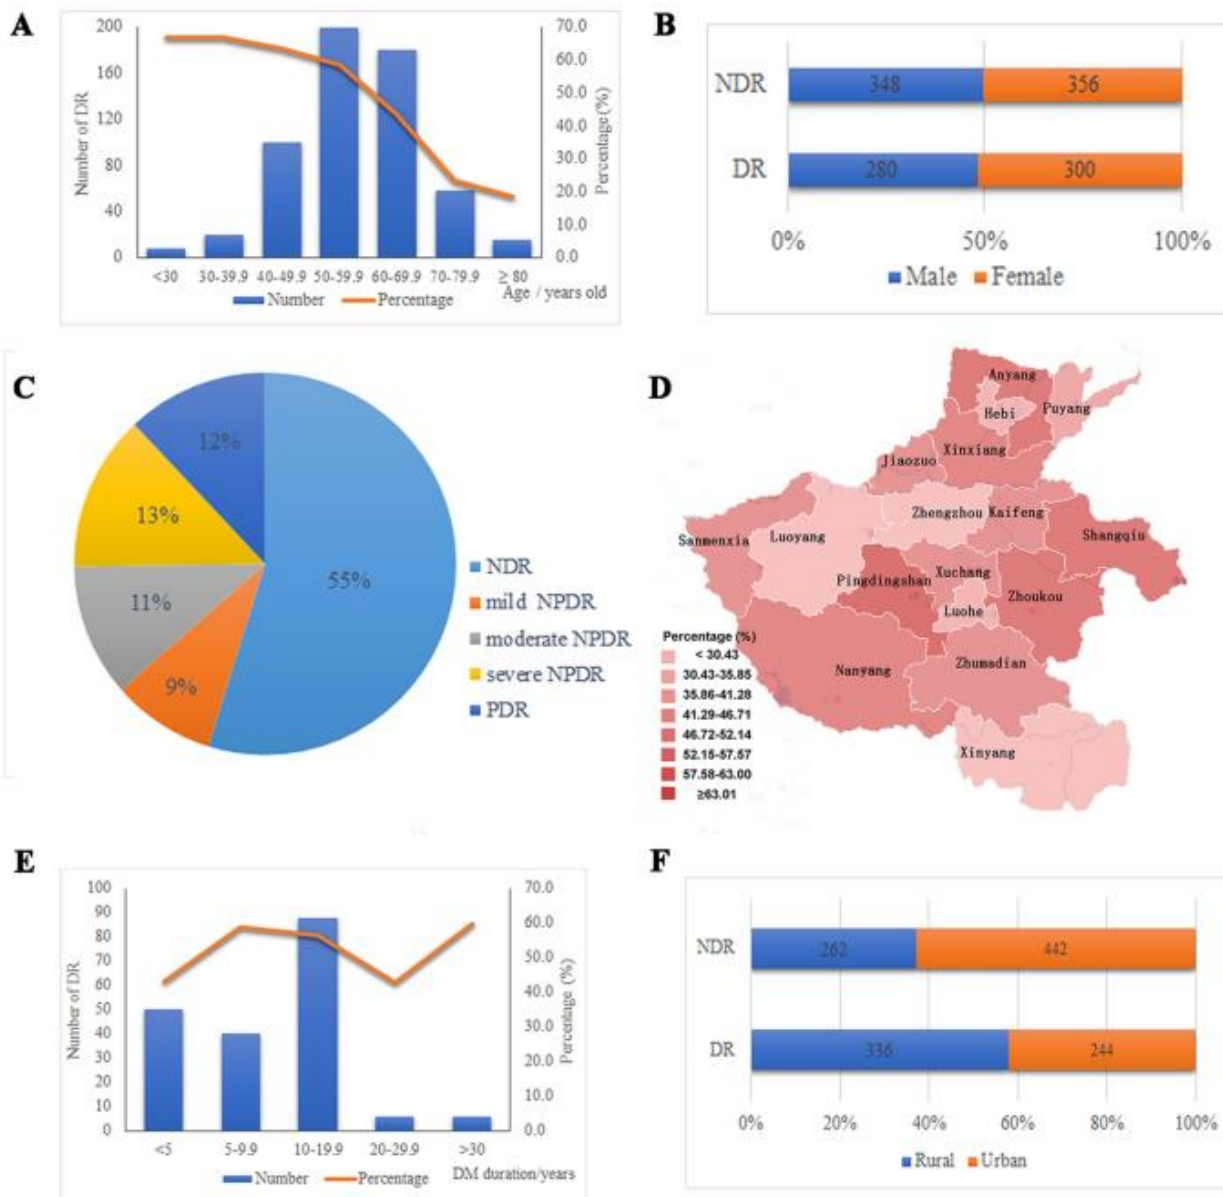 A
200
160
120
80
40
0
Number of DR
70.0
60.0
50.0
40.0
30.0
20.0
10.0
0.0
Percentage(%)
<30 30-39.9 40-49.9 50-59.9 60-69.9 70-79.9 ≥ 80
Number Percentage Age / years old
B
NDR 348 356
DR 280 300
0% 50% 100%
Male Female
C
12%
13%
11%
9%
55%
NDR
mild NPDR
moderate NPDR
severe NPDR
PDR
D
Anyang
Hebi Puyang
Xinxiang
Jiaozuo
Zhengzhou Kaifeng
Sanmenxia Luoyang Shangqiu
Xuchang
Pingdingshan
Zhoukou
Luohe
Nanyang Zhumadian
Xinyang
Percentage (%)
< 30.43
30.43-35.85
35.86-41.28
41.29-46.71
46.72-52.14
52.15-57.57
57.58-63.00
≥63.01
E
100
90
80
70
60
50
40
30
20
10
0
Number of DR
70.0
60.0
50.0
40.0
30.0
20.0
10.0
0.0
Percentage (%)
<5 5-9.9 10-19.9 20-29.9 >30
Number Percentage DM duration/years
F
NDR 262 442
DR 336 244
0% 20% 40% 60% 80% 100%
Rural Urban